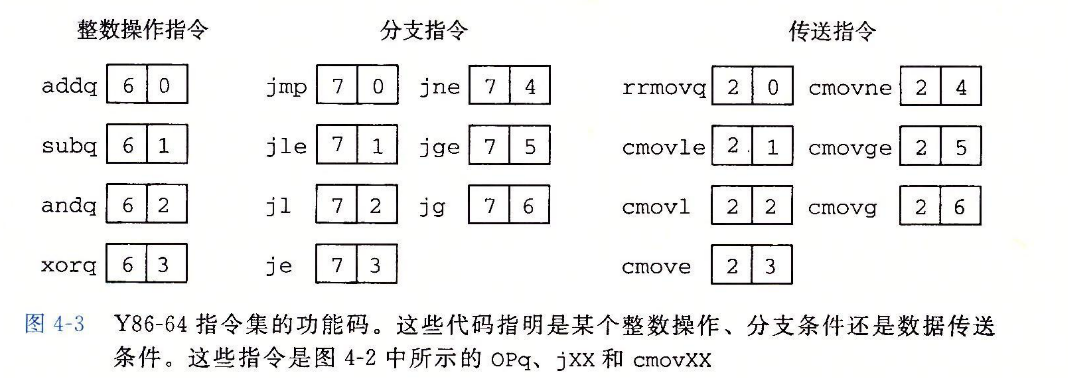 整数操作指令 分支指令 传送指令
addq 6 0 jmp 7 0 jne 7 4 rrmovq 2 0 cmovne 2 4
subq 6 1 jle 7 1 jge 7 5 cmovle 2 1 cmovge 2 5
andq 6 2 jl 7 2 jg 7 6 cmovl 2 2 cmovg 2 6
xorq 6 3 je 7 3 cmove 2 3
图 4-3 Y86-64 指令集的功能码。这些代码指明是某个整数操作、分支条件还是数据传送
条件。这些指令是图 4-2 中所示的 OPq、jXX 和 cmovXX